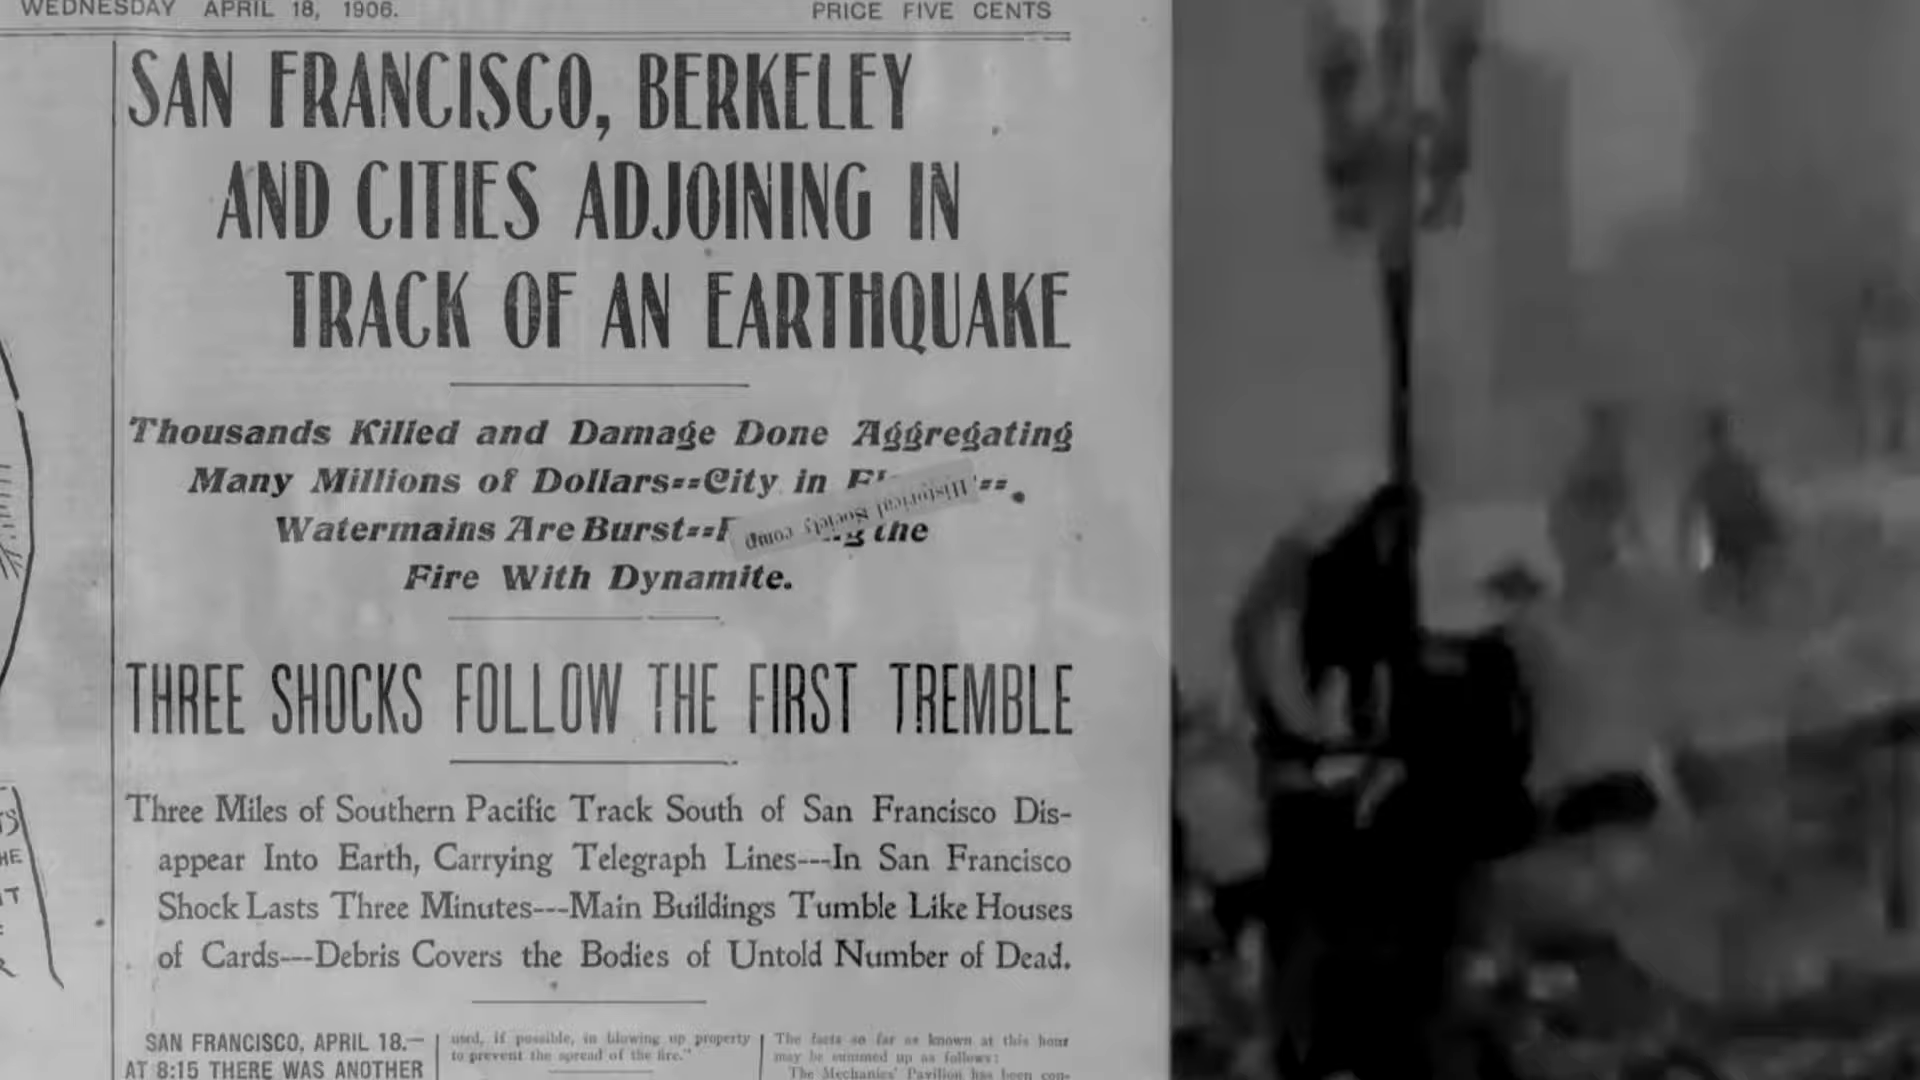 WEDNESDAY APRIL 18, 1906.
PRICE FIVE CENTS
SAN FRANCISCO, BERKELEY
AND CITIES ADJOINING IN
TRACK OF AN EARTHQUAKE
Thousands Killed and Damage Done Aggregating
Many Millions of Dollars--City in
Watermains Are Burst-- the
Historical Society comp
Fire With Dynamite.
THREE SHOCKS FOLLOW THE FIRST TREMBLE
Three Miles of Southern Pacific Track South of San Francisco Dis-
appear Into Earth, Carrying Telegraph Lines---In San Francisco
Shock Lasts Three Minutes---Main Buildings Tumble Like Houses
of Cards---Debris Covers the Bodies of Untold Number of Dead.
SAN FRANCISCO, APRIL 18.—
AT 8:15 THERE WAS ANOTHER
used, if possible, in blowing up property
to prevent the spread of the fire."
The facts so far as known at this hour
may be summed up as follows:
The Mechanics' Pavilion has been con-